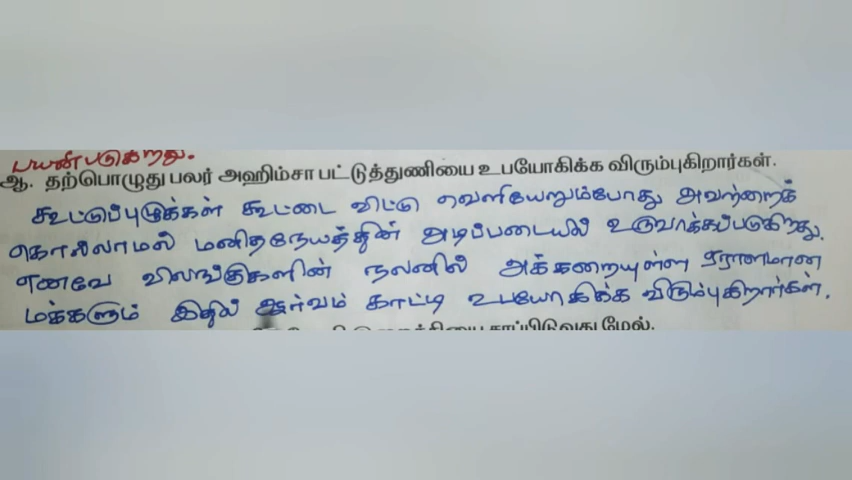 பயன்படுகிறது.
ஆ. தற்பொழுது பலர் அஹிம்சா பட்டுத்துணியை உபயோகிக்க விரும்புகிறார்கள்.
கூட்டுப்புழுக்கள் கூட்டை விட்டு வெளியேறும்போது அவற்றைக்
கொல்லாமல் மனிதநேயத்தின் அடிப்படையில் உருவாக்கப்படுகிறது.
எனவே விலங்குகளின் நலனில் அக்கறையுள்ள ஏராளமான
மக்களும் இதில் ஆர்வம் காட்டி உபயோகிக்க விரும்புகிறார்கள்.
சாப்பிடுவது மேல்.